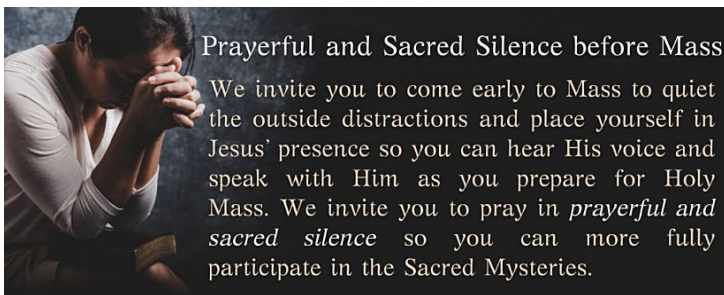 Prayerful and Sacred Silence before Mass
We invite you to come early to Mass to quiet
the outside distractions and place yourself in
Jesus' presence so you can hear His voice and
speak with Him as you prepare for Holy
Mass. We invite you to pray in prayerful and
sacred silence so you can more fully
participate in the Sacred Mysteries.